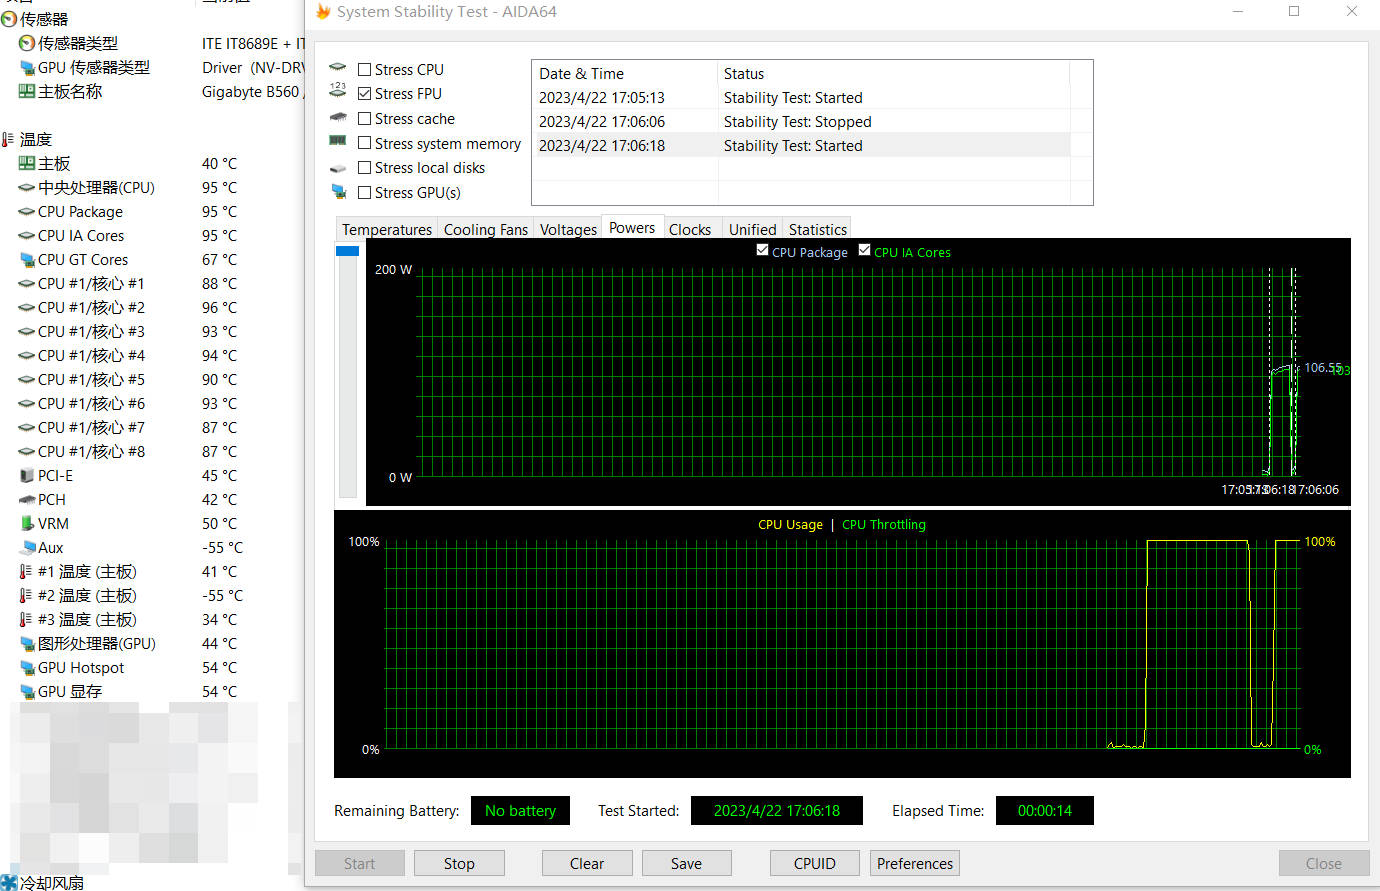 传感器
传感器类型 ITE IT8689E + IT
GPU 传感器类型 Driver (NV-DRV
主板名称 Gigabyte B560
温度
主板 40 °C
中央处理器(CPU) 95 °C
CPU Package 95 °C
CPU IA Cores 95 °C
CPU GT Cores 67 °C
CPU #1/核心 #1 88 °C
CPU #1/核心 #2 96 °C
CPU #1/核心 #3 93 °C
CPU #1/核心 #4 94 °C
CPU #1/核心 #5 90 °C
CPU #1/核心 #6 93 °C
CPU #1/核心 #7 87 °C
CPU #1/核心 #8 87 °C
PCI-E 45 °C
PCH 42 °C
VRM 50 °C
Aux -55 °C
#1 温度 (主板) 41 °C
#2 温度 (主板) -55 °C
#3 温度 (主板) 34 °C
图形处理器(GPU) 44 °C
GPU Hotspot 54 °C
GPU 显存 54 °C
冷却风扇
System Stability Test - AIDA64
Stress CPU
123
Stress FPU
Stress cache
Stress system memory
Stress local disks
Stress GPU(s)
Date & Time Status
2023/4/22 17:05:13 Stability Test: Started
2023/4/22 17:06:06 Stability Test: Stopped
2023/4/22 17:06:18 Stability Test: Started
Temperatures Cooling Fans Voltages Powers Clocks Unified Statistics
CPU Package CPU IA Cores
200 W
106.55
103
0 W
17:05:13 17:06:18 17:06:06
CPU Usage | CPU Throttling
100% 100%
0% 0%
Remaining Battery: No battery Test Started: 2023/4/22 17:06:18 Elapsed Time: 00:00:14
Start Stop Clear Save CPUID Preferences Close